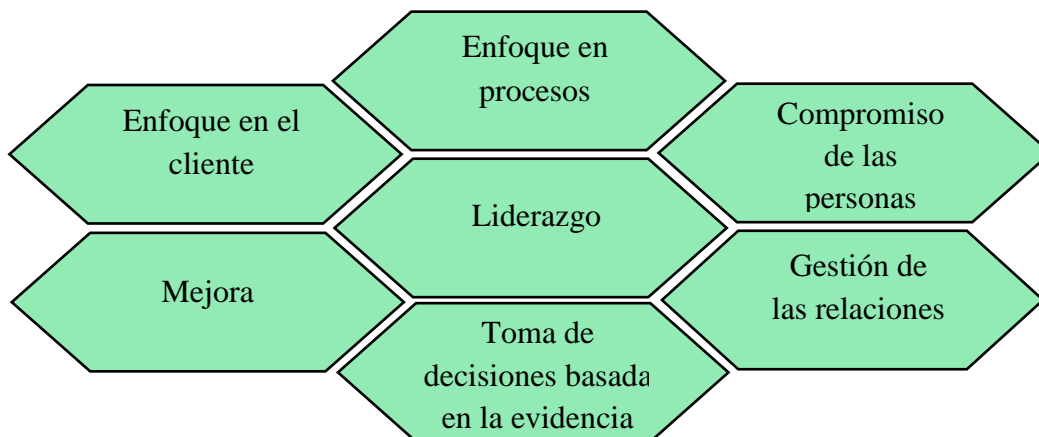 Enfoque en
procesos
Enfoque en el
cliente
Compromiso
de las
personas
Liderazgo
Mejora
Gestión de
las relaciones
Toma de
decisiones basada
en la evidencia